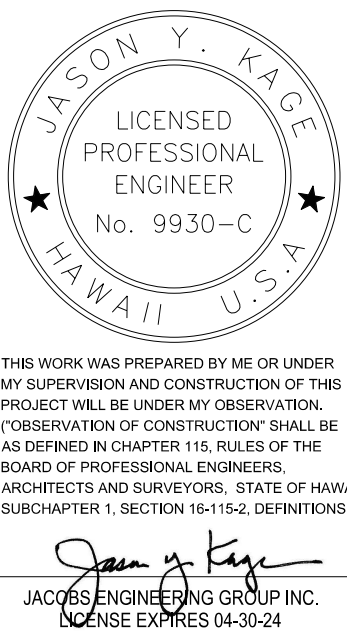 JASON Y. KAGE
LICENSED
PROFESSIONAL
ENGINEER
No. 9930-C
HAWAII U.S.A
THIS WORK WAS PREPARED BY ME OR UNDER
MY SUPERVISION AND CONSTRUCTION OF THIS
PROJECT WILL BE UNDER MY OBSERVATION.
("OBSERVATION OF CONSTRUCTION" SHALL BE
AS DEFINED IN CHAPTER 115, RULES OF THE
BOARD OF PROFESSIONAL ENGINEERS,
ARCHITECTS AND SURVEYORS, STATE OF HAWA
SUBCHAPTER 1, SECTION 16-115-2, DEFINITIONS
Jason Y Kage
JACOBS ENGINEERING GROUP INC.
LICENSE EXPIRES 04-30-24